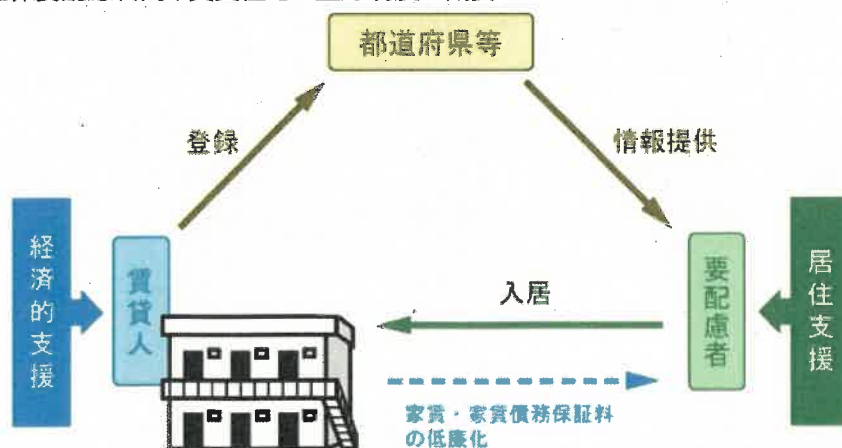 都道府県等
登録
情報提供
経済的支援
賃貸人
入居
要配慮者
居住支援
家賃・家賃債務保証料
の低廉化